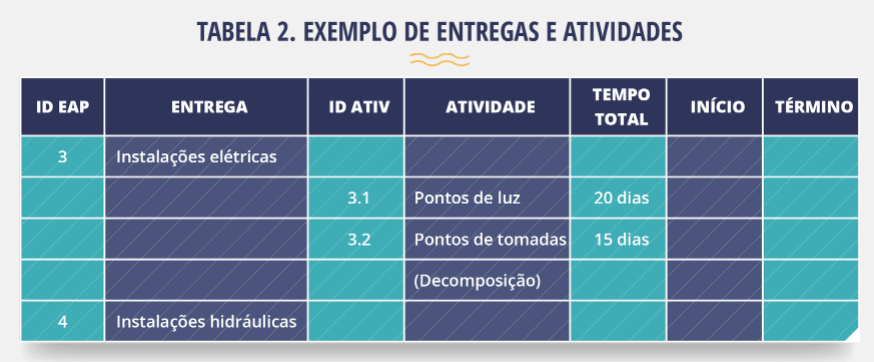 TABELA 2. EXEMPLO DE ENTREGAS E ATIVIDADES
ID EAP ENTREGA ID ATIV ATIVIDADE TEMPO TOTAL INÍCIO TÉRMINO
3 Instalações elétricas
3.1 Pontos de luz 20 dias
3.2 Pontos de tomadas 15 dias
(Decomposição)
4 Instalações hidráulicas